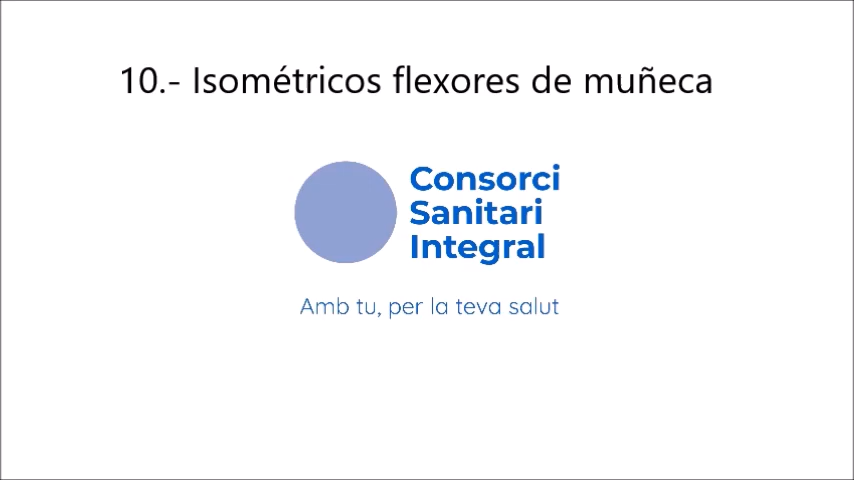 10.- Isométricos flexores de muñeca
Consorci
Sanitari
Integral
Amb tu, per la teva salut